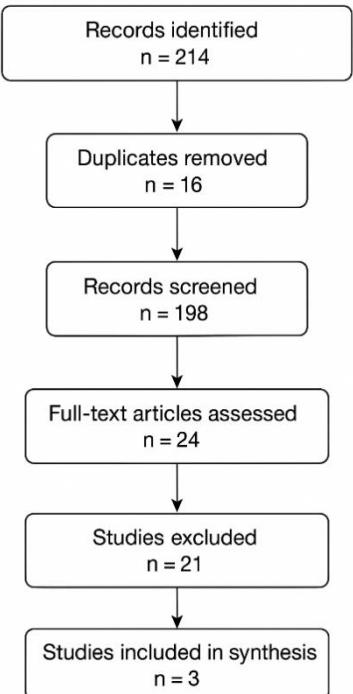 Records identified
n = 214
Duplicates removed
n = 16
Records screened
n = 198
Full-text articles assessed
n = 24
Studies excluded
n = 21
Studies included in synthesis
n = 3